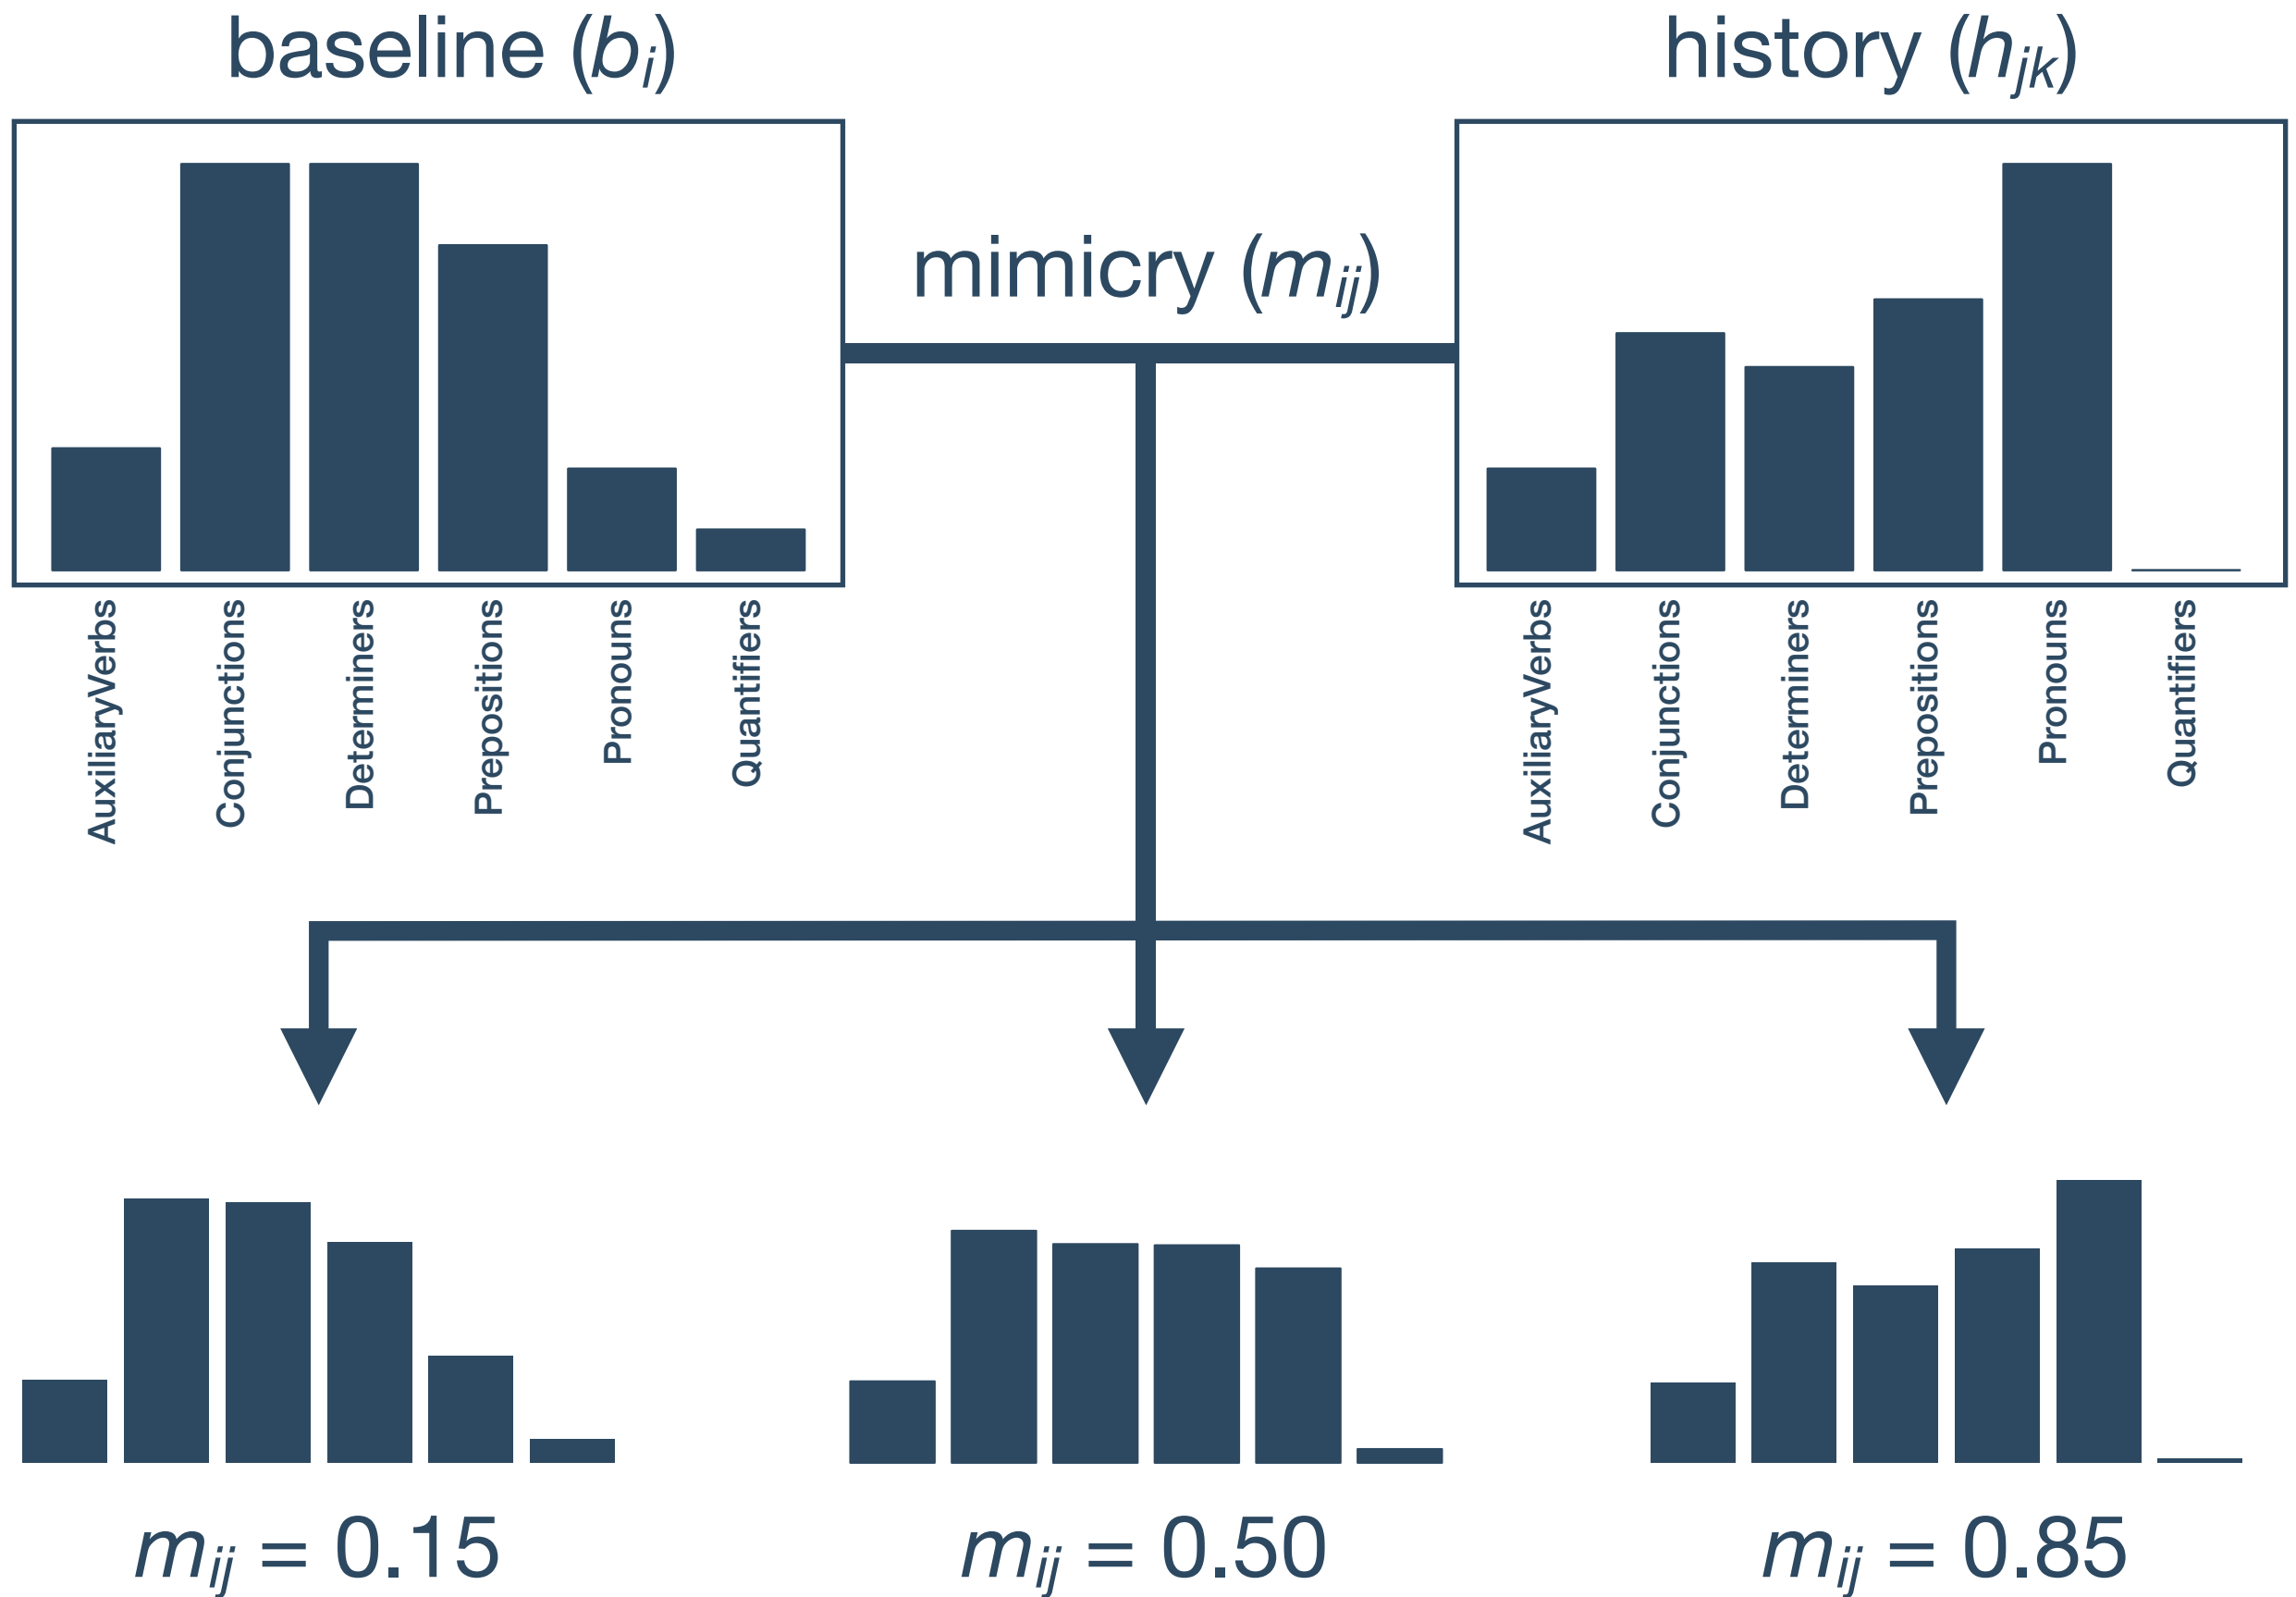 baseline (bi)
history (hjk)
mimicry (mij)
AuxiliaryVerbs
Conjunctions
Determiners
Prepositions
Pronouns
Quantifiers
AuxiliaryVerbs
Conjunctions
Determiners
Prepositions
Pronouns
Quantifiers
mij = 0.15
mij = 0.50
mij = 0.85